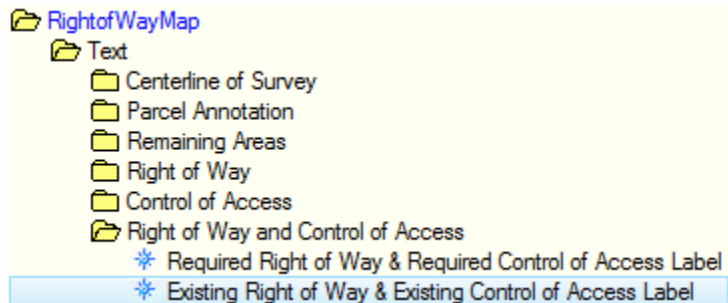 RightofWayMap
Text
Centerline of Survey
Parcel Annotation
Remaining Areas
Right of Way
Control of Access
Right of Way and Control of Access
Required Right of Way & Required Control of Access Label
Existing Right of Way & Existing Control of Access Label